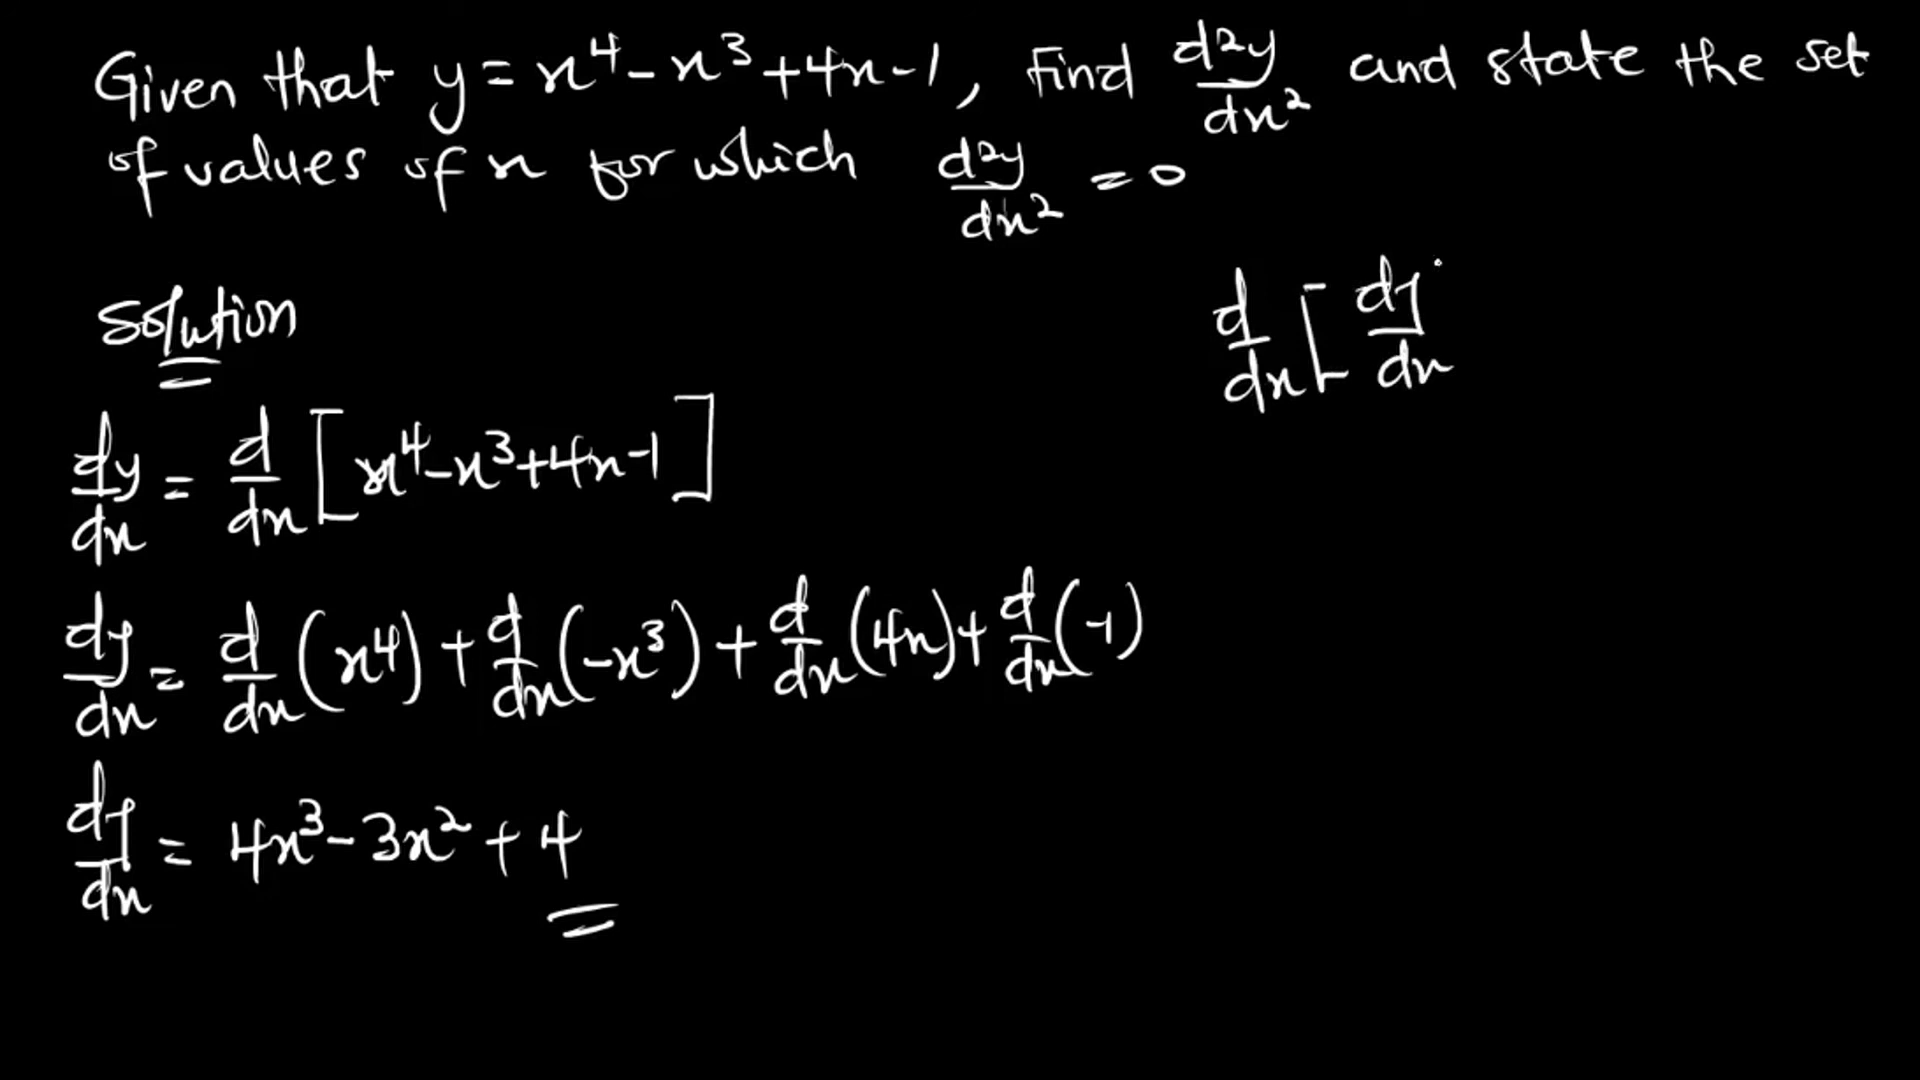 Given that y = x⁴ - x³ + 4x - 1, Find d²y/dx² and state the set
of values of x for which d²y/dx² = 0
Solution
d/dx [ dy/dx
dy/dx = d/dx [ x⁴ - x³ + 4x - 1 ]
dy/dx = d/dx (x⁴) + d/dx (-x³) + d/dx (4x) + d/dx (-1)
dy/dx = 4x³ - 3x² + 4